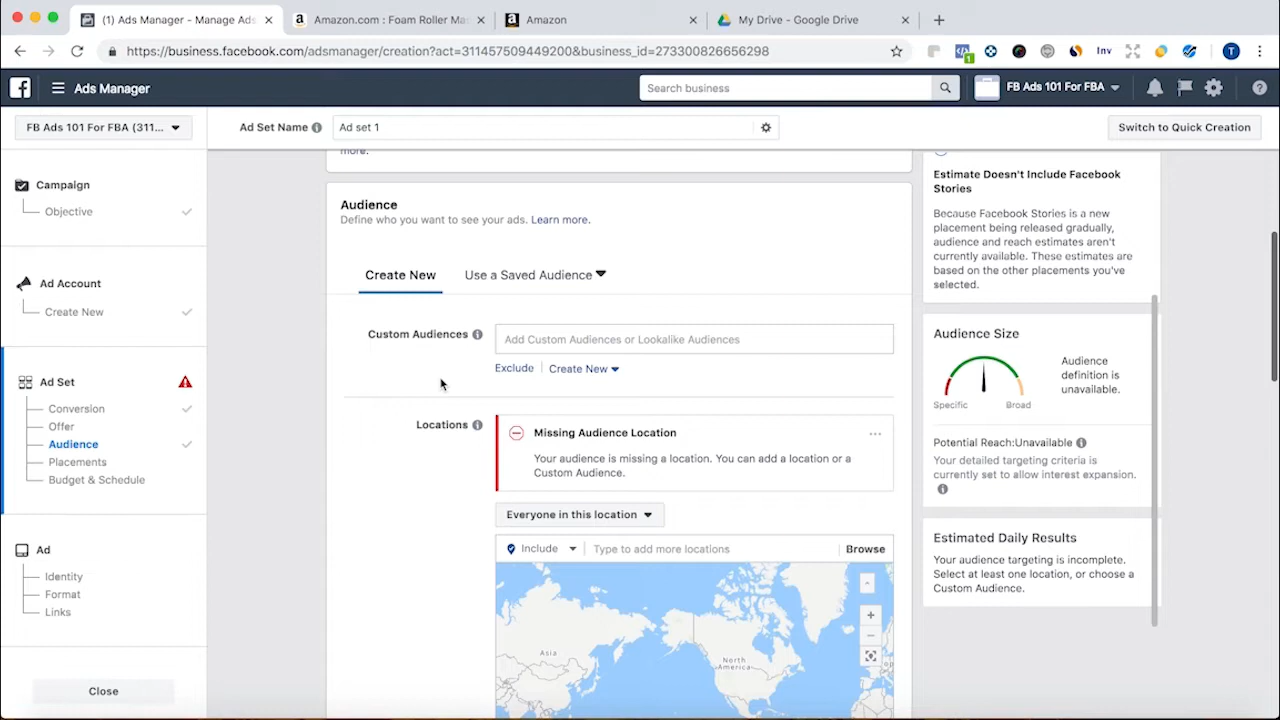 (1) Ads Manager - Manage Ads
Amazon.com : Foam Roller Mas
Amazon
My Drive - Google Drive
https://business.facebook.com/adsmanager/creation?act=311457509449200&business_id=273300826656298
1
Inv
T
Ads Manager
Search business
FB Ads 101 For FBA
FB Ads 101 For FBA (311...
Ad Set Name
Ad set 1
Switch to Quick Creation
Campaign
Objective
Ad Account
Create New
Ad Set
Conversion
Offer
Audience
Placements
Budget & Schedule
Ad
Identity
Format
Links
Close
more.
Audience
Define who you want to see your ads. Learn more.
Create New
Use a Saved Audience
Custom Audiences
Add Custom Audiences or Lookalike Audiences
Exclude
Create New
Locations
Missing Audience Location
Your audience is missing a location. You can add a location or a
Custom Audience.
Everyone in this location
Include
Type to add more locations
Browse
Asia
North
America
Estimate Doesn't Include Facebook
Stories
Because Facebook Stories is a new
placement being released gradually,
audience and reach estimates aren't
currently available. These estimates are
based on the other placements you've
selected.
Audience Size
Specific
Broad
Audience
definition is
unavailable.
Potential Reach:Unavailable
Your detailed targeting criteria is
currently set to allow interest expansion.
Estimated Daily Results
Your audience targeting is incomplete.
Select at least one location, or choose a
Custom Audience.